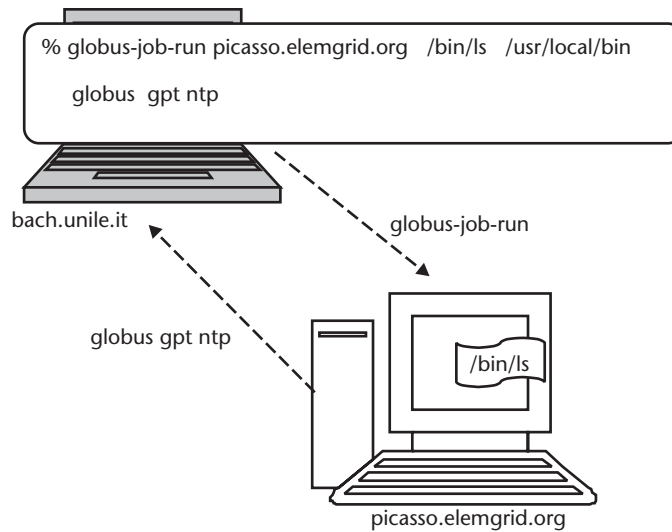 % globus-job-run picasso.elemgrid.org /bin/ls /usr/local/bin
globus gpt ntp
bach.unile.it
globus-job-run
globus gpt ntp
/bin/ls
picasso.elemgrid.org